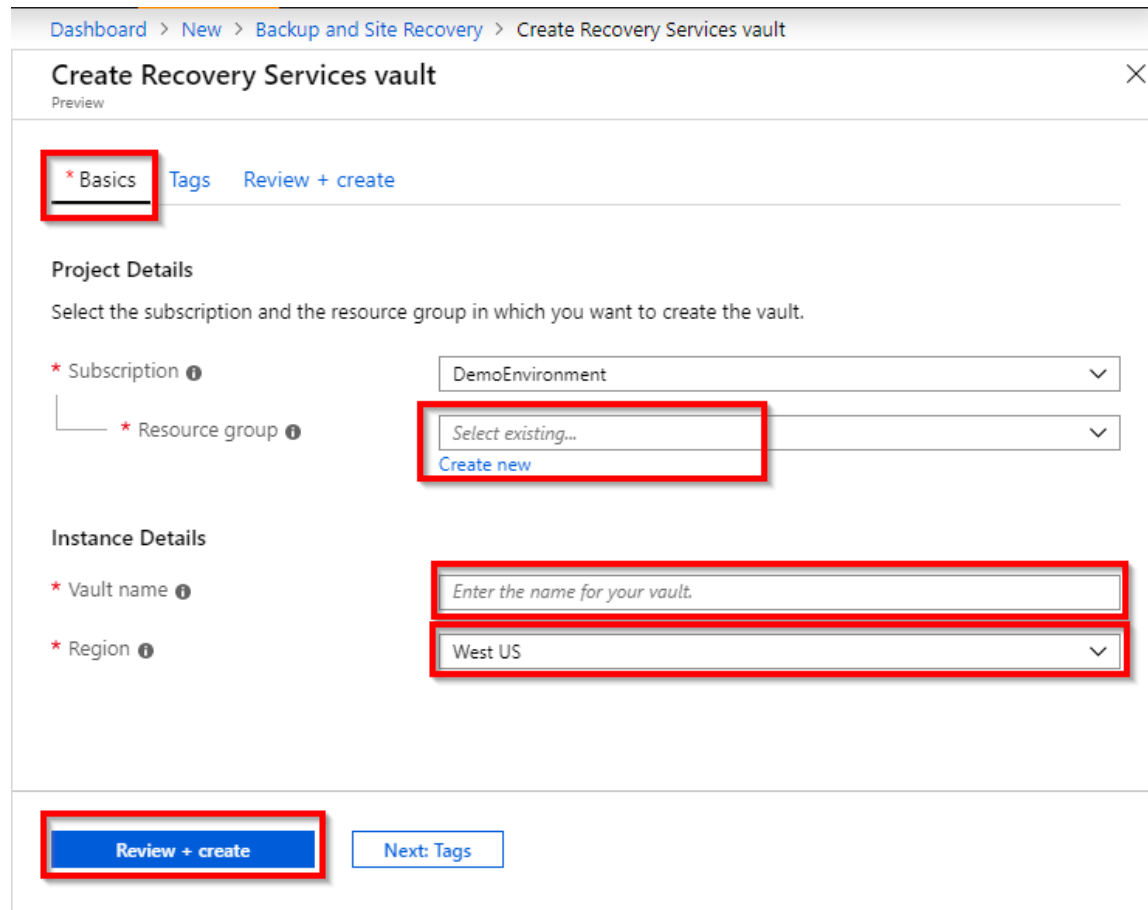 Dashboard > New > Backup and Site Recovery > Create Recovery Services vault
Create Recovery Services vault
Preview
* Basics Tags Review + create
Project Details
Select the subscription and the resource group in which you want to create the vault.
* Subscription DemoEnvironment
* Resource group Select existing...
Create new
Instance Details
* Vault name Enter the name for your vault.
* Region West US
Review + create Next: Tags